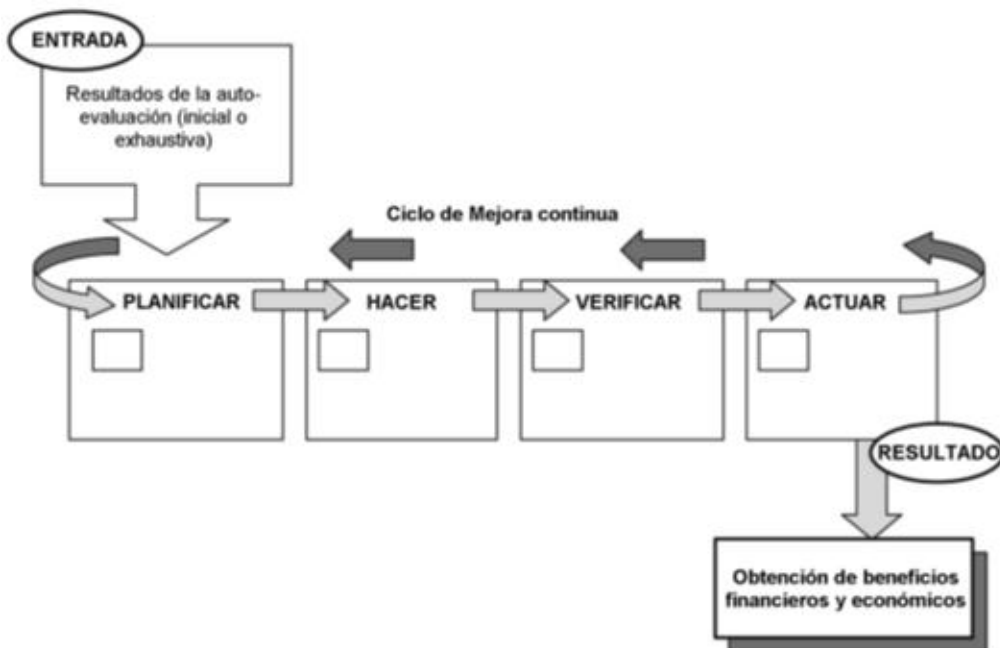 ENTRADA
Resultados de la auto-
evaluación (inicial o
exhaustiva)
Ciclo de Mejora continua
PLANIFICAR
HACER
VERIFICAR
ACTUAR
RESULTADO
Obtención de beneficios
financieros y económicos